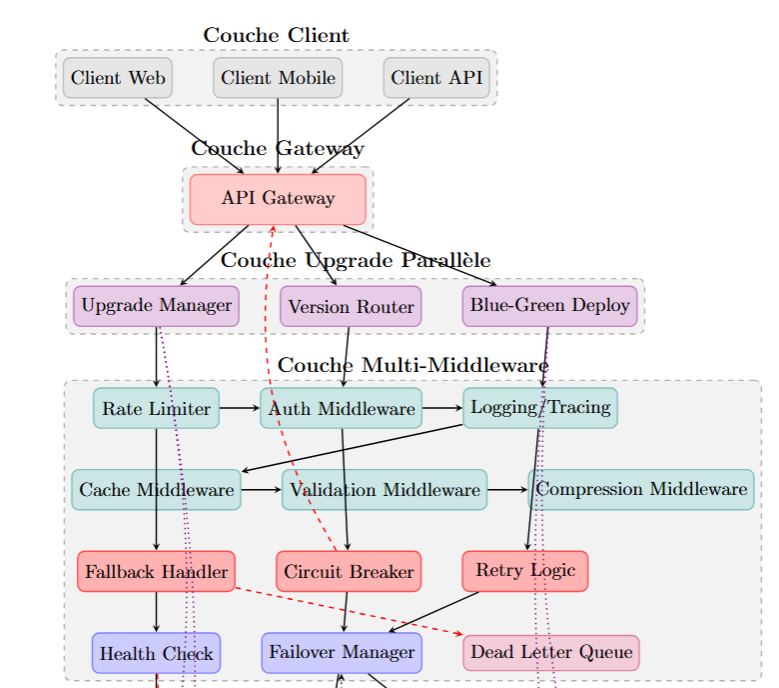 Couche Client
Client Web
Client Mobile
Client API
Couche Gateway
API Gateway
Couche Upgrade Parallèle
Upgrade Manager
Version Router
Blue-Green Deploy
Couche Multi-Middleware
Rate Limiter
Auth Middleware
Logging/Tracing
Cache Middleware
Validation Middleware
Compression Middleware
Fallback Handler
Circuit Breaker
Retry Logic
Health Check
Failover Manager
Dead Letter Queue